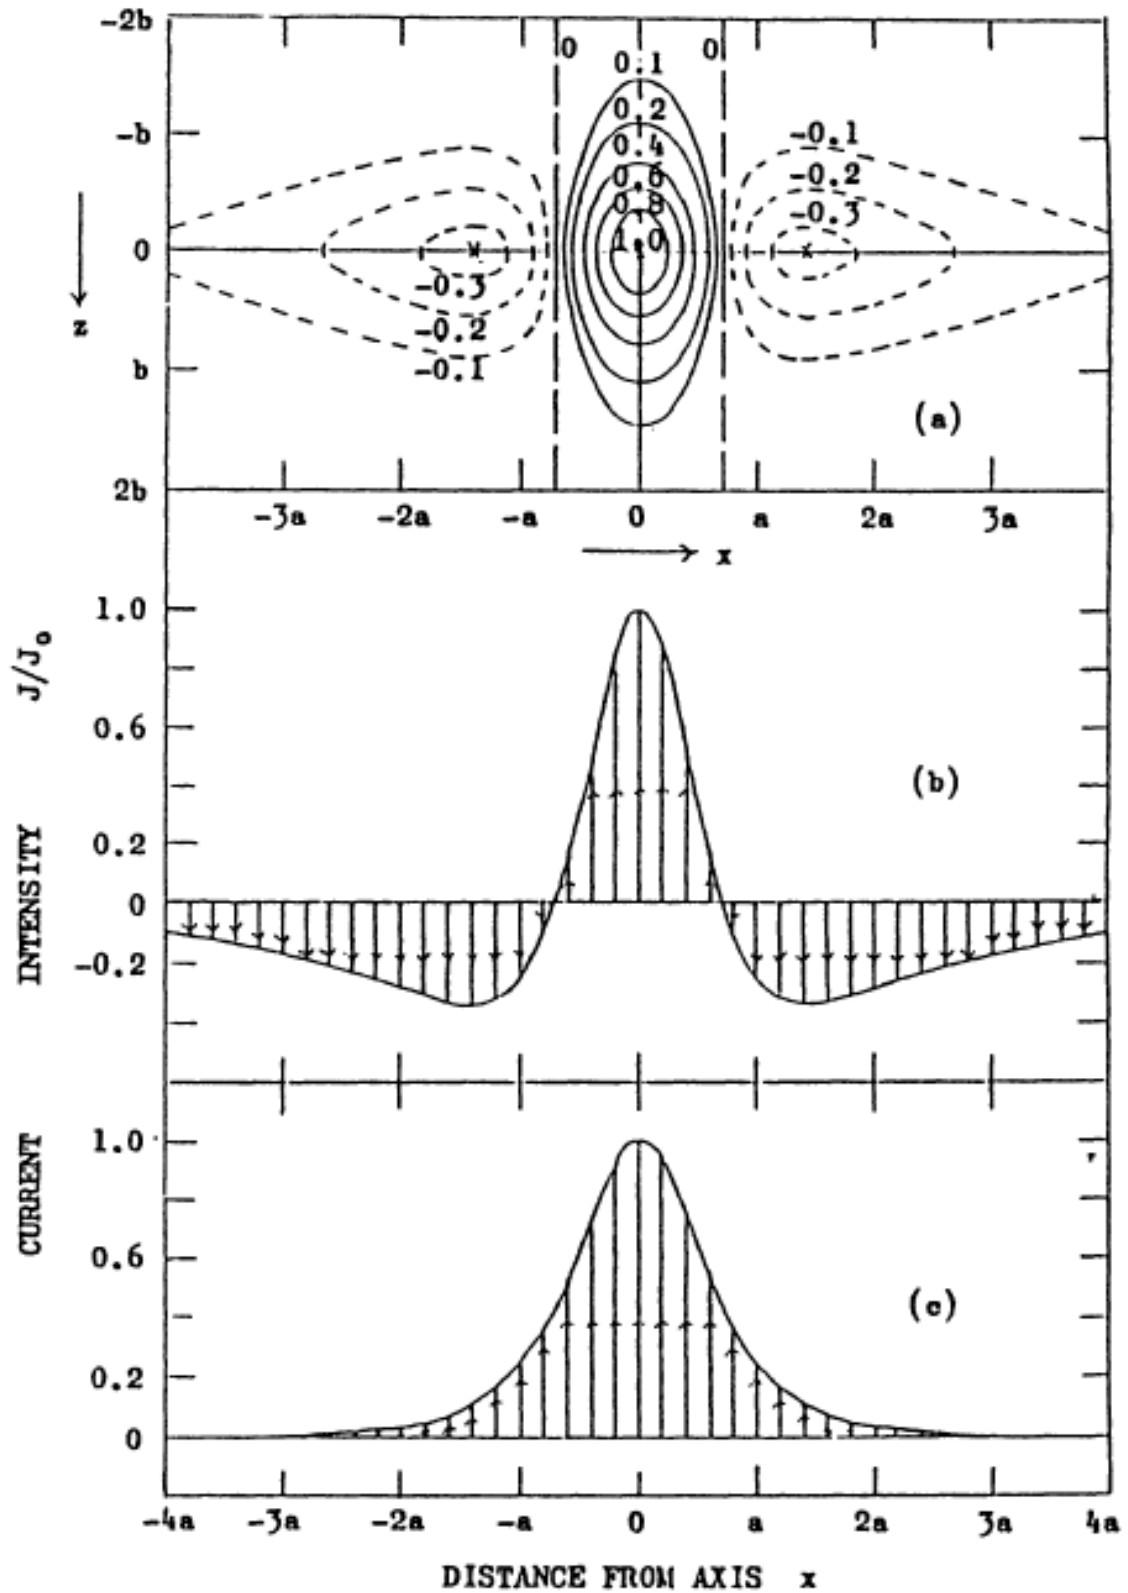 -2b
0 0
0.1
0.2
-b -0.1
0.4
0.6 -0.2
0.8 -0.3
0 1.0
-0.3
z -0.2
b -0.1
(a)
2b
-3a -2a -a 0 a 2a 3a
x
1.0
J/J₀
0.6
(b)
0.2
INTENSITY
0
-0.2
1.0
CURRENT
0.6
(c)
0.2
0
-4a -3a -2a -a 0 a 2a 3a 4a
DISTANCE FROM AXIS x